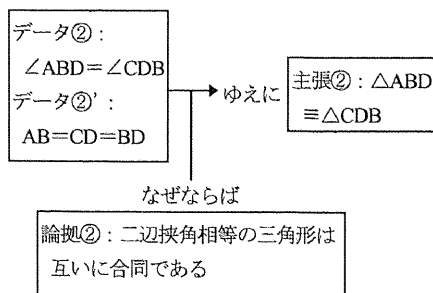 データ②：
∠ABD＝∠CDB
データ②'：
AB＝CD＝BD
ゆえに
主張②：△ABD
≡△CDB
なぜならば
論拠②：二辺挟角相等の三角形は
互いに合同である